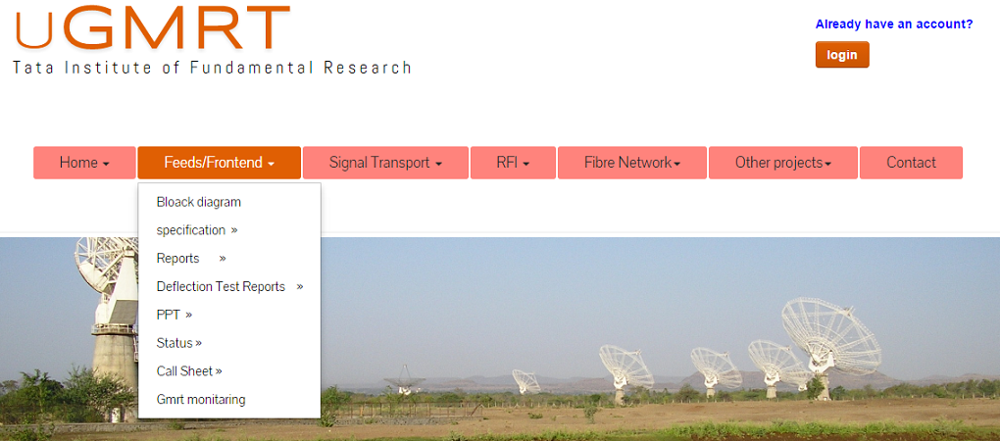 uGMRT
Tata Institute of Fundamental Research
Already have an account?
login
Home
Feeds/Frontend
Signal Transport
RFI
Fibre Network
Other projects
Contact
Bloack diagram
specification »
Reports »
Deflection Test Reports »
PPT »
Status »
Call Sheet »
Gmrt monitaring